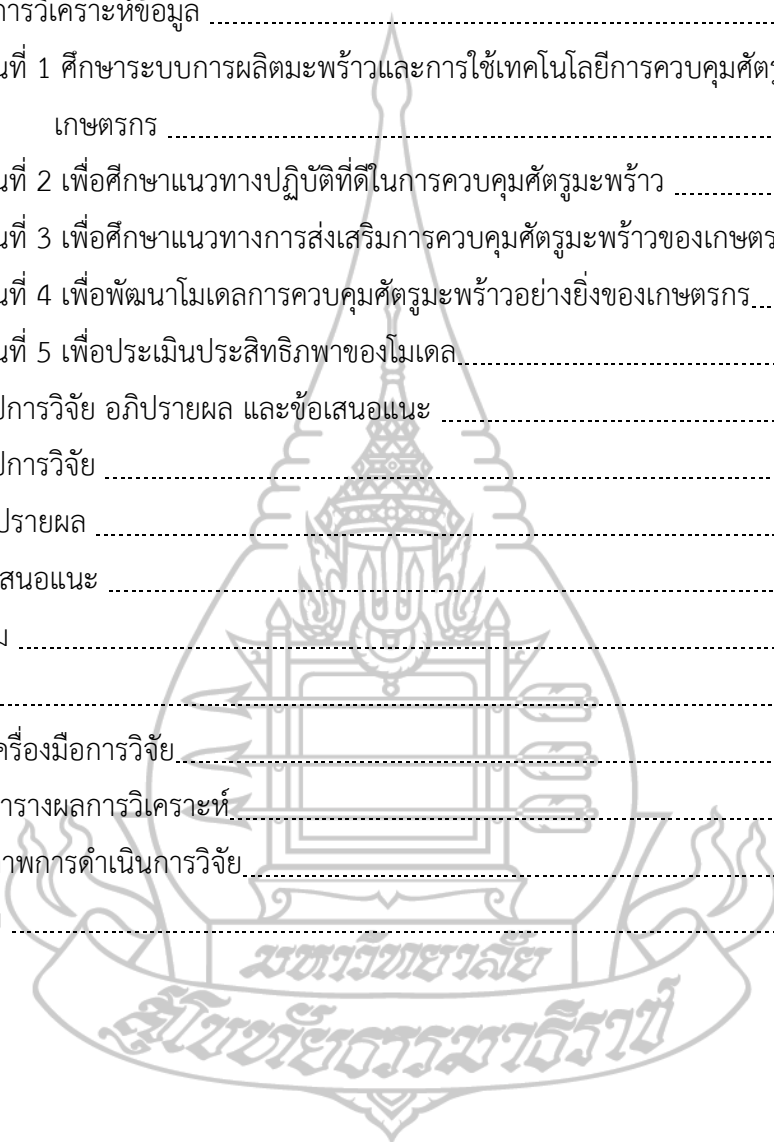 การวิเคราะห์ข้อมูล
นที่ 1 ศึกษาระบบการผลิตมะพร้าวและการใช้เทคโนโลยีการควบคุมศัตรู
เกษตรกร
นที่ 2 เพื่อศึกษาแนวทางปฏิบัติที่ดีในการควบคุมศัตรูมะพร้าว
นที่ 3 เพื่อศึกษาแนวทางการส่งเสริมการควบคุมศัตรูมะพร้าวของเกษตร
นที่ 4 เพื่อพัฒนาโมเดลการควบคุมศัตรูมะพร้าวอย่างยิ่งของเกษตรกร
นที่ 5 เพื่อประเมินประสิทธิภาพของโมเดล
ปการวิจัย อภิปรายผล และข้อเสนอแนะ
ปการวิจัย
ปรายผล
เสนอแนะ
ม
ครื่องมือการวิจัย
ารางผลการวิเคราะห์
าพการดำเนินการวิจัย
มหาวิทยาลัย
สุโขทัยธรรมาธิราช